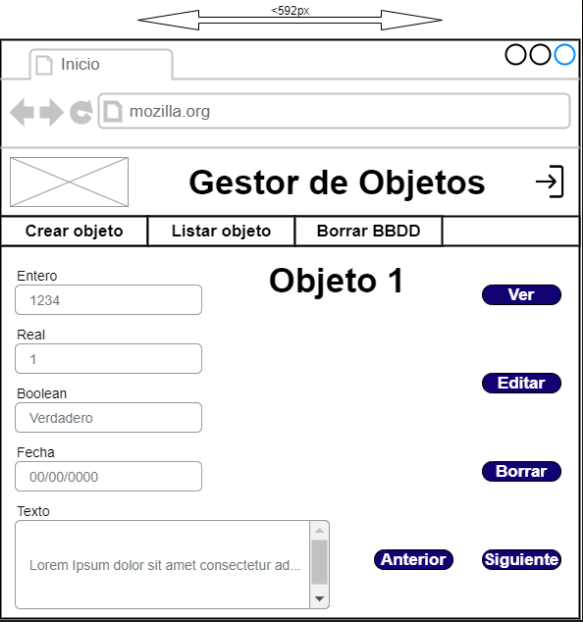 <592px
Inicio
mozilla.org
Gestor de Objetos
Crear objeto
Listar objeto
Borrar BBDD
Objeto 1
Entero
1234
Ver
Real
1
Editar
Boolean
Verdadero
Fecha
00/00/0000
Borrar
Texto
Lorem Ipsum dolor sit amet consectetur ad...
Anterior
Siguiente